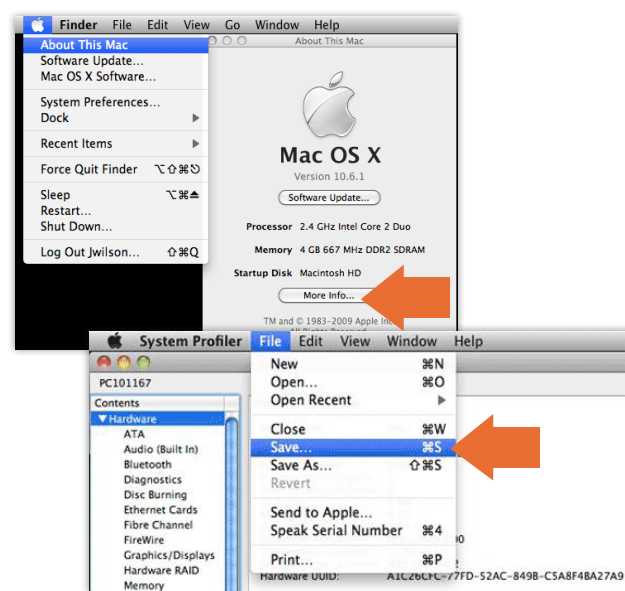 Finder File Edit View Go Window Help
About This Mac
Software Update...
Mac OS X Software...
System Preferences...
Dock
Recent Items
Force Quit Finder ⌥⇧⌘⎋
Sleep ⌥⌘⏏
Restart...
Shut Down...
Log Out Jwilson... ⇧⌘Q
About This Mac
Mac OS X
Version 10.6.1
Software Update...
Processor 2.4 GHz Intel Core 2 Duo
Memory 4 GB 667 MHz DDR2 SDRAM
Startup Disk Macintosh HD
More Info...
TM and © 1983-2009 Apple Inc.
System Profiler File Edit View Window Help
New ⌘N
Open... ⌘O
Open Recent
Close ⌘W
Save... ⌘S
Save As... ⇧⌘S
Revert
Send to Apple...
Speak Serial Number ⌘4
Print... ⌘P
PC101167
Contents
Hardware
ATA
Audio (Built In)
Bluetooth
Diagnostics
Disc Burning
Ethernet Cards
Fibre Channel
FireWire
Graphics/Displays
Hardware RAID
Memory
Hardware UUID: A1C26CFC-77FD-52AC-849B-C5A8F4BA27A9